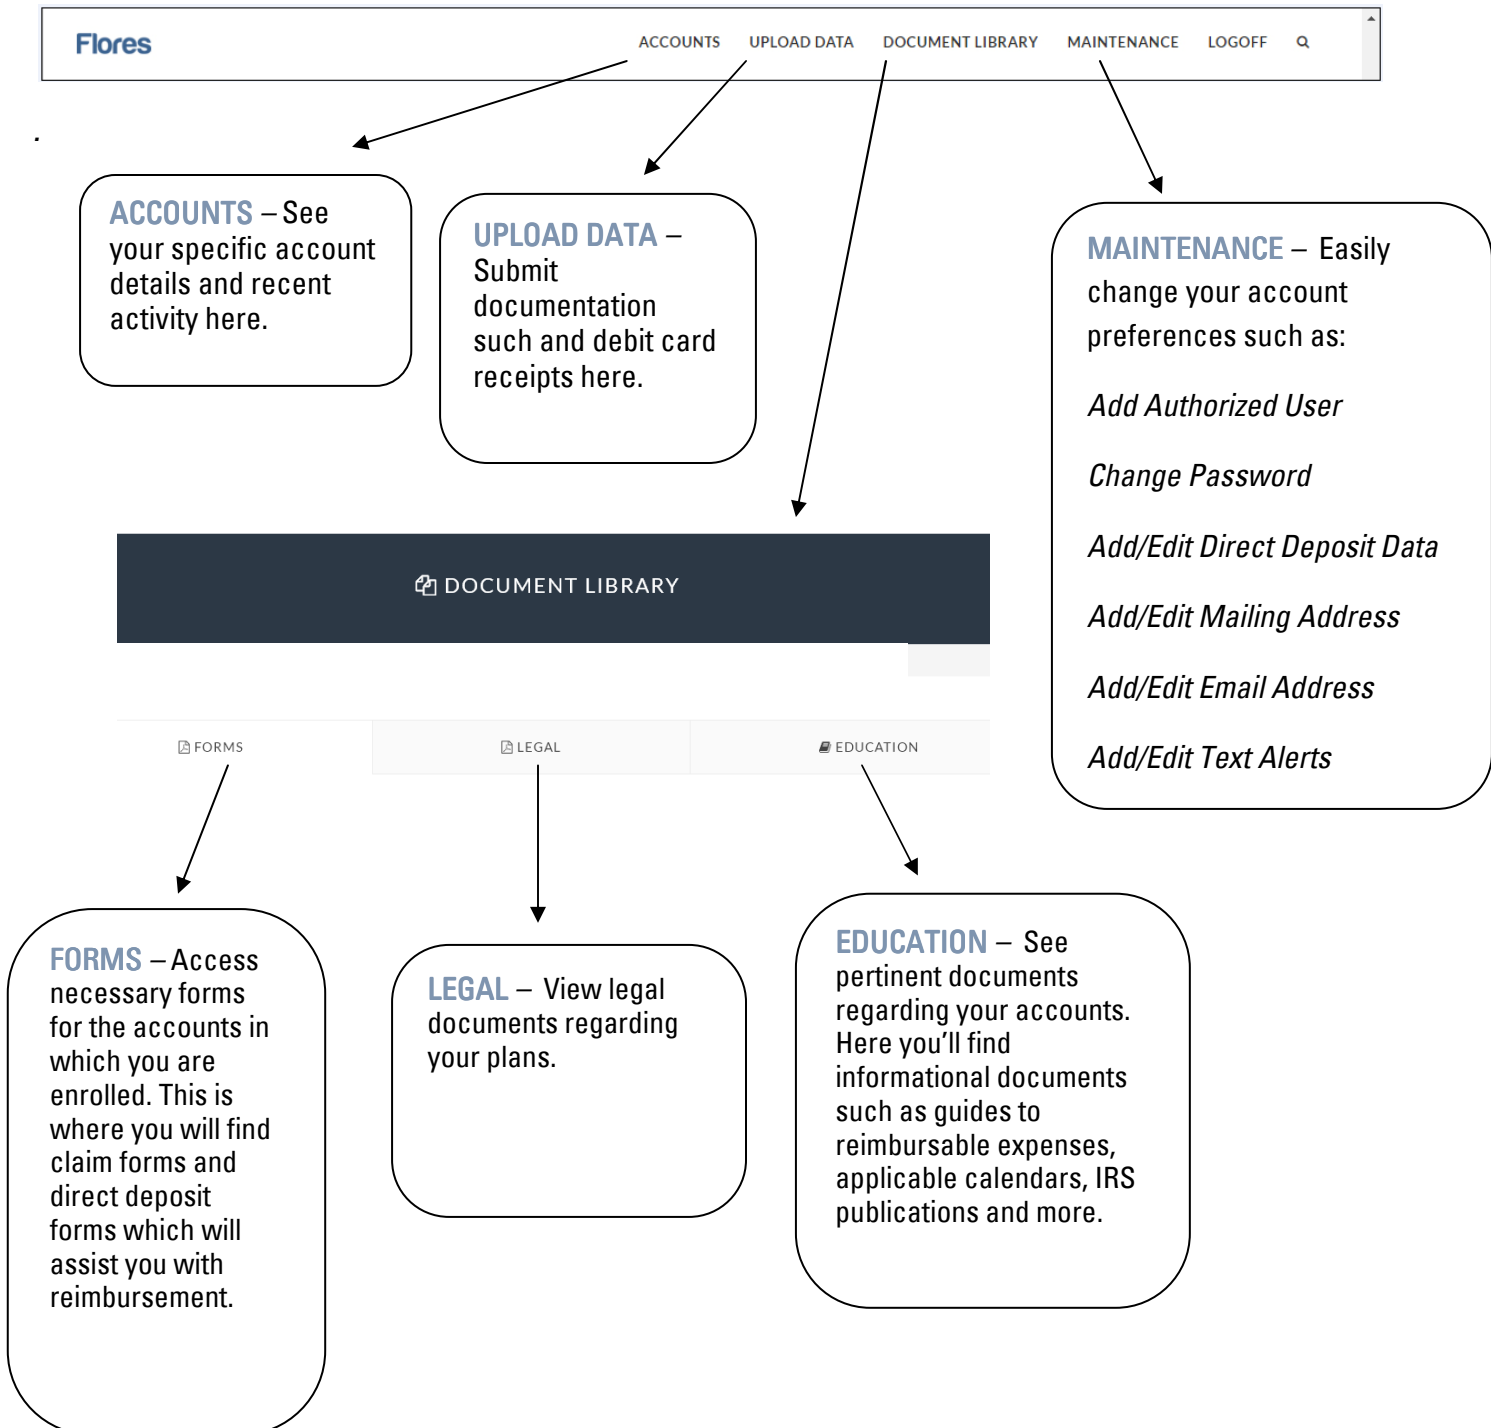 Flores
ACCOUNTS UPLOAD DATA DOCUMENT LIBRARY MAINTENANCE LOGOFF
.
ACCOUNTS – See
your specific account
details and recent
activity here.
UPLOAD DATA –
Submit
documentation
such and debit card
receipts here.
MAINTENANCE – Easily
change your account
preferences such as:
Add Authorized User
Change Password
Add/Edit Direct Deposit Data
Add/Edit Mailing Address
Add/Edit Email Address
Add/Edit Text Alerts
DOCUMENT LIBRARY
FORMS
LEGAL
EDUCATION
FORMS – Access
necessary forms
for the accounts in
which you are
enrolled. This is
where you will find
claim forms and
direct deposit
forms which will
assist you with
reimbursement.
LEGAL – View legal
documents regarding
your plans.
EDUCATION – See
pertinent documents
regarding your accounts.
Here you’ll find
informational documents
such as guides to
reimbursable expenses,
applicable calendars, IRS
publications and more.